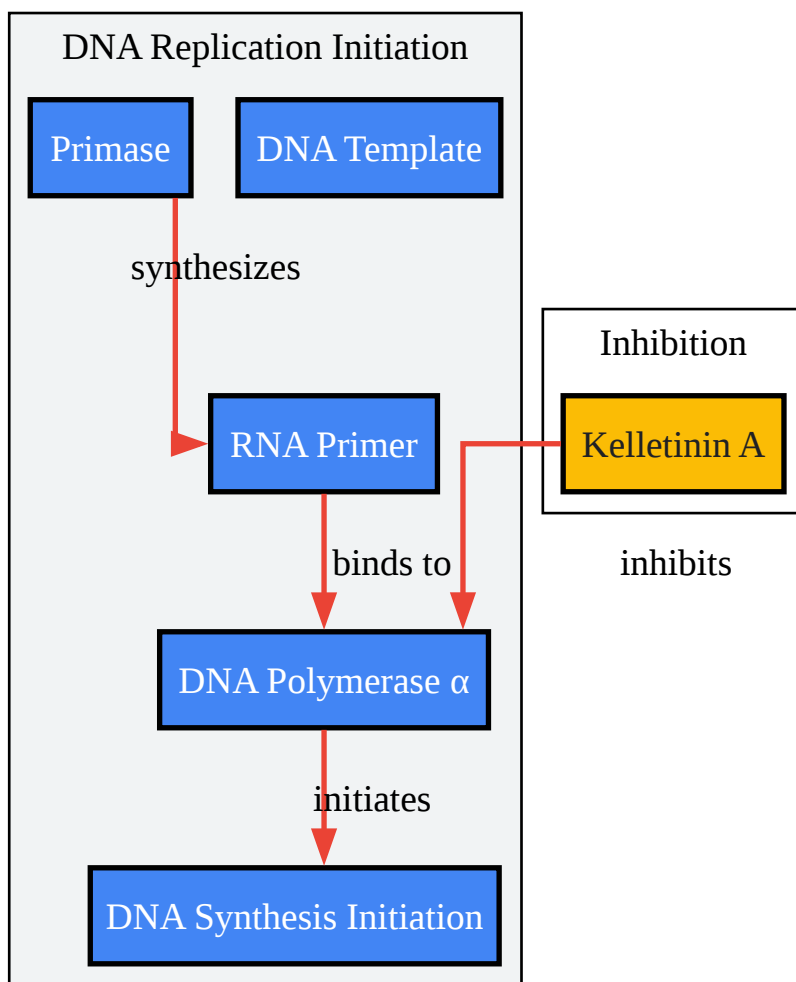 DNA Replication Initiation
Primase
DNA Template
synthesizes
Inhibition
RNA Primer
Kelletinin A
binds to
inhibits
DNA Polymerase α
initiates
DNA Synthesis Initiation